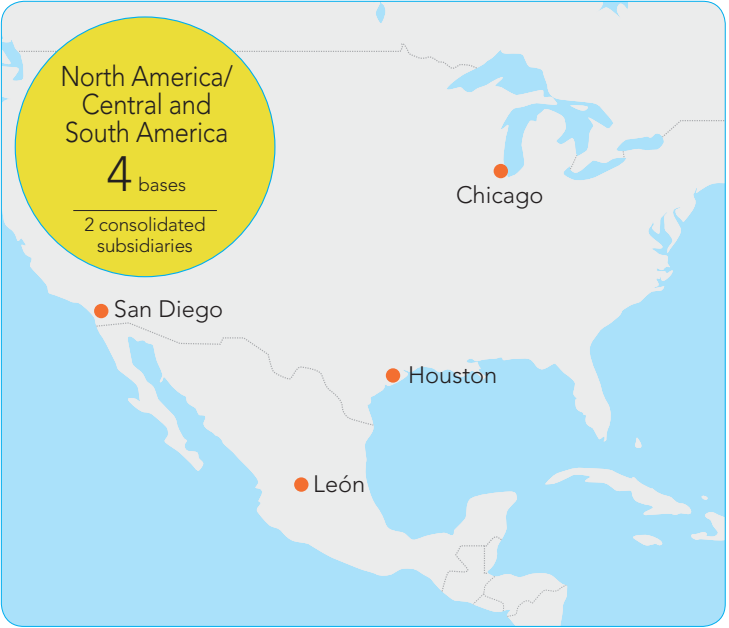 North America/
Central and
South America
4 bases
2 consolidated
subsidiaries
Chicago
San Diego
Houston
León